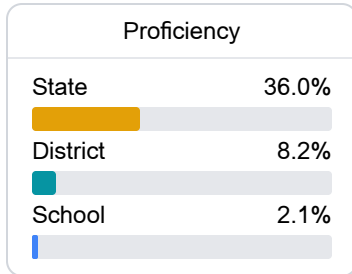 Proficiency
State 36.0%
District 8.2%
School 2.1%